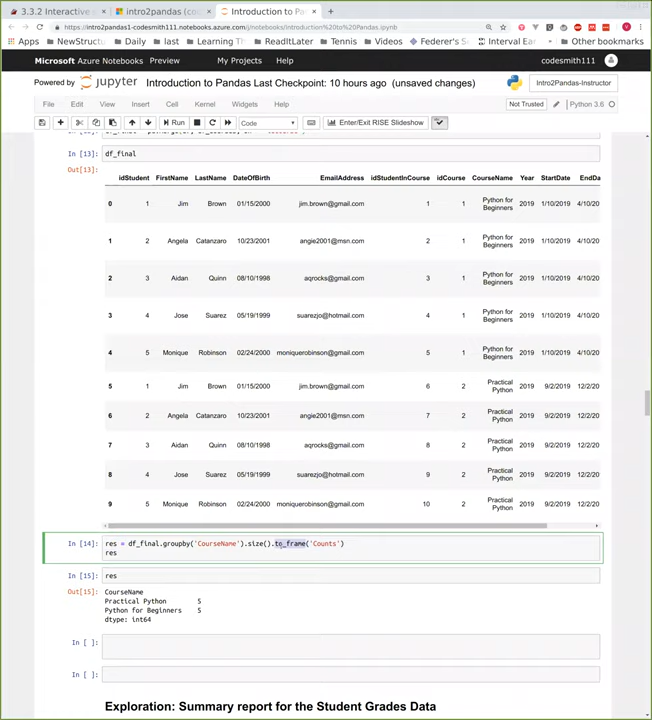 3.3.2 Interactive s
intro2pandas (co
Introduction to Pan
https://intro2pandas1-codesmith111.notebooks.azure.com/j/notebooks/Introduction%20to%20Pandas.ipynb
Apps NewStructu Daily last Learning Th ReaditLater Tennis Videos Federer's S Interval Ear Other bookmarks
Microsoft Azure Notebooks Preview My Projects Help codesmith111
Powered by jupyter Introduction to Pandas Last Checkpoint: 10 hours ago (unsaved changes) Intro2Pandas-Instructor
File Edit View Insert Cell Kernel Widgets Help Not Trusted Python 3.6
Run Code Enter/Exit RISE Slideshow
In [13]: df_final
Out[13]:
idStudent FirstName LastName DateOfBirth EmailAddress idStudentInCourse idCourse CourseName Year StartDate EndDa
0 1 Jim Brown 01/15/2000 jim.brown@gmail.com 1 1 Python for Beginners 2019 1/10/2019 4/10/20
1 2 Angela Catanzaro 10/23/2001 angie2001@msn.com 2 1 Python for Beginners 2019 1/10/2019 4/10/20
2 3 Aidan Quinn 08/10/1998 aqrocks@gmail.com 3 1 Python for Beginners 2019 1/10/2019 4/10/20
3 4 Jose Suarez 05/19/1999 suarezjo@hotmail.com 4 1 Python for Beginners 2019 1/10/2019 4/10/20
4 5 Monique Robinson 02/24/2000 moniquerobinson@gmail.com 5 1 Python for Beginners 2019 1/10/2019 4/10/20
5 1 Jim Brown 01/15/2000 jim.brown@gmail.com 6 2 Practical Python 2019 9/2/2019 12/2/20
6 2 Angela Catanzaro 10/23/2001 angie2001@msn.com 7 2 Practical Python 2019 9/2/2019 12/2/20
7 3 Aidan Quinn 08/10/1998 aqrocks@gmail.com 8 2 Practical Python 2019 9/2/2019 12/2/20
8 4 Jose Suarez 05/19/1999 suarezjo@hotmail.com 9 2 Practical Python 2019 9/2/2019 12/2/20
9 5 Monique Robinson 02/24/2000 moniquerobinson@gmail.com 10 2 Practical Python 2019 9/2/2019 12/2/20
In [14]: res = df_final.groupby('CourseName').size().to_frame('Counts')
res
In [15]: res
Out[15]: CourseName
Practical Python 5
Python for Beginners 5
dtype: int64
In [ ]:
In [ ]:
Exploration: Summary report for the Student Grades Data